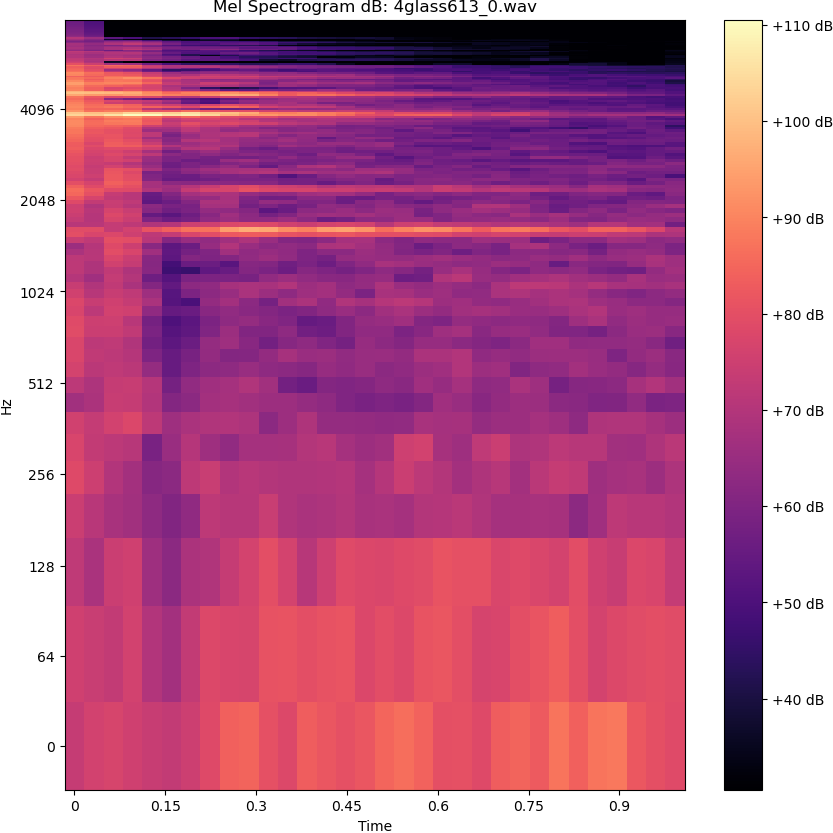 Mel Spectrogram dB: 4glass613_0.wav
+110 dB
4096
+100 dB
2048
+90 dB
1024
+80 dB
512
Hz
+70 dB
256
+60 dB
128
+50 dB
64
+40 dB
0
0 0.15 0.3 0.45 0.6 0.75 0.9
Time